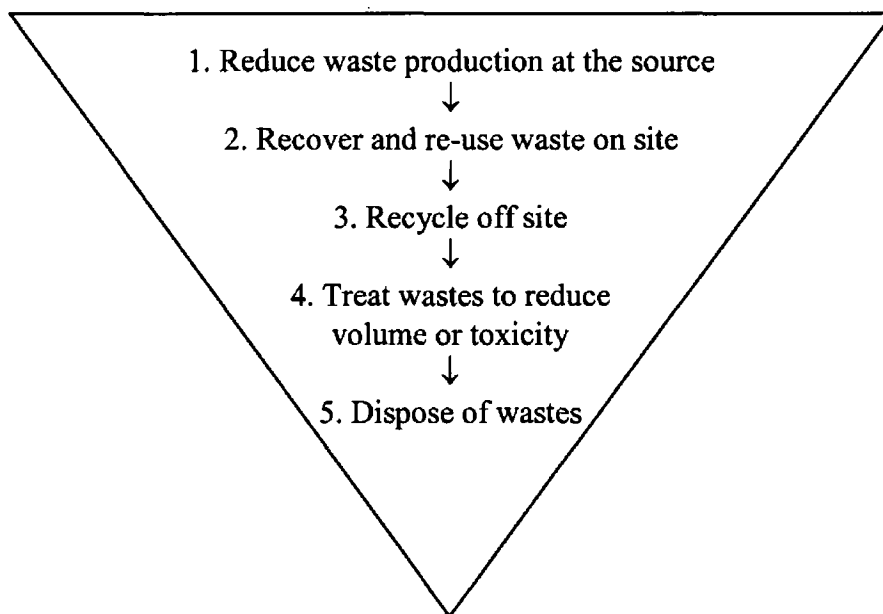 1. Reduce waste production at the source
↓
2. Recover and re-use waste on site
↓
3. Recycle off site
↓
4. Treat wastes to reduce
volume or toxicity
↓
5. Dispose of wastes